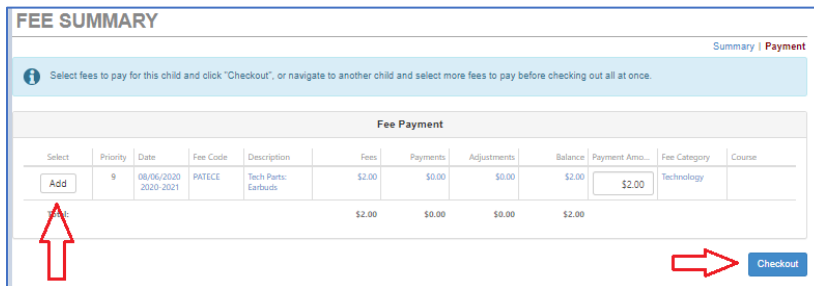 FEE SUMMARY
Summary | Payment
Select fees to pay for this child and click "Checkout", or navigate to another child and select more fees to pay before checking out all at once.
Fee Payment
Select Priority Date Fee Code Description Fees Payments Adjustments Balance Payment Amo... Fee Category Course
Add 9 08/06/2020 PATECE Tech Parts: $2.00 $0.00 $0.00 $2.00 $2.00 Technology
2020-2021 Earbuds
Total: $2.00 $0.00 $0.00 $2.00
Checkout